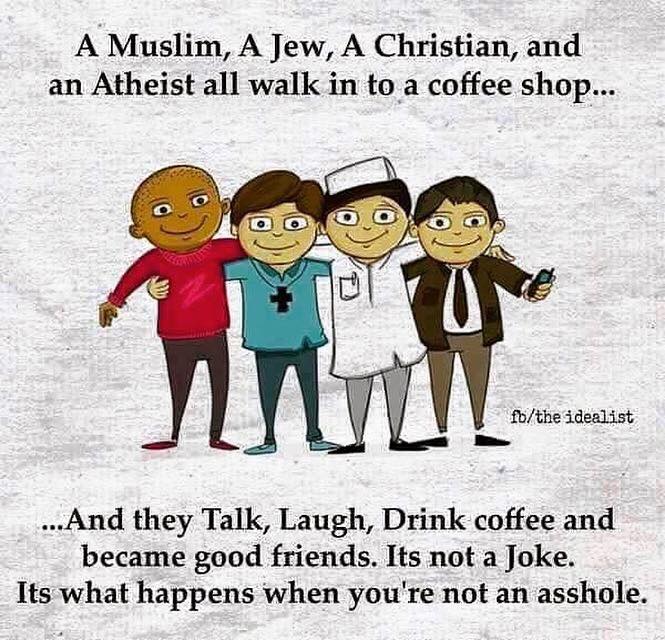 A Muslim, A Jew, A Christian, and
an Atheist all walk in to a coffee shop...
fb/the idealist
...And they Talk, Laugh, Drink coffee and
became good friends. Its not a Joke.
Its what happens when you're not an asshole.